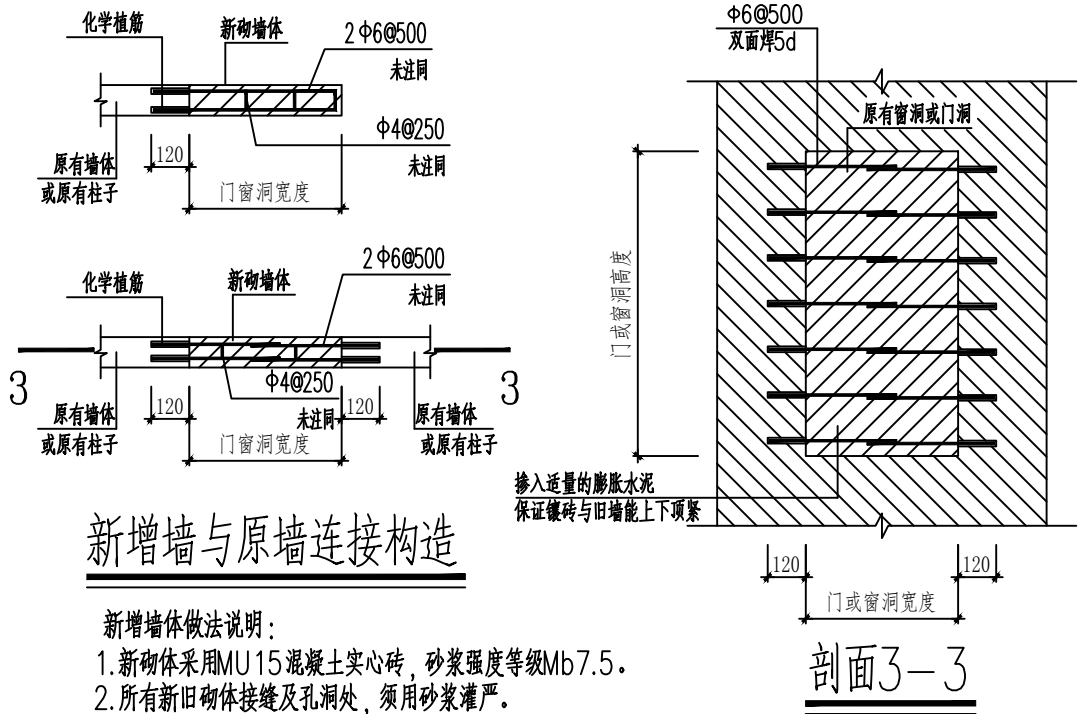 化学植筋
新砌墙体
2Φ6@500
未注同
Φ4@250
未注同
原有墙体
或原有柱子
120
门窗洞宽度
化学植筋
新砌墙体
2Φ6@500
未注同
Φ4@250
未注同
3
3
120
120
原有墙体
或原有柱子
原有墙体
或原有柱子
门窗洞宽度
新增墙与原墙连接构造
新增墙体做法说明：
1.新砌体采用MU15混凝土实心砖，砂浆强度等级Mb7.5。
2.所有新旧砌体接缝及孔洞处，须用砂浆灌严。
Φ6@500
双面焊5d
原有窗洞或门洞
门或窗洞高度
掺入适量的膨胀水泥
保证镶砖与旧墙能上下顶紧
120
120
门或窗洞宽度
剖面3-3